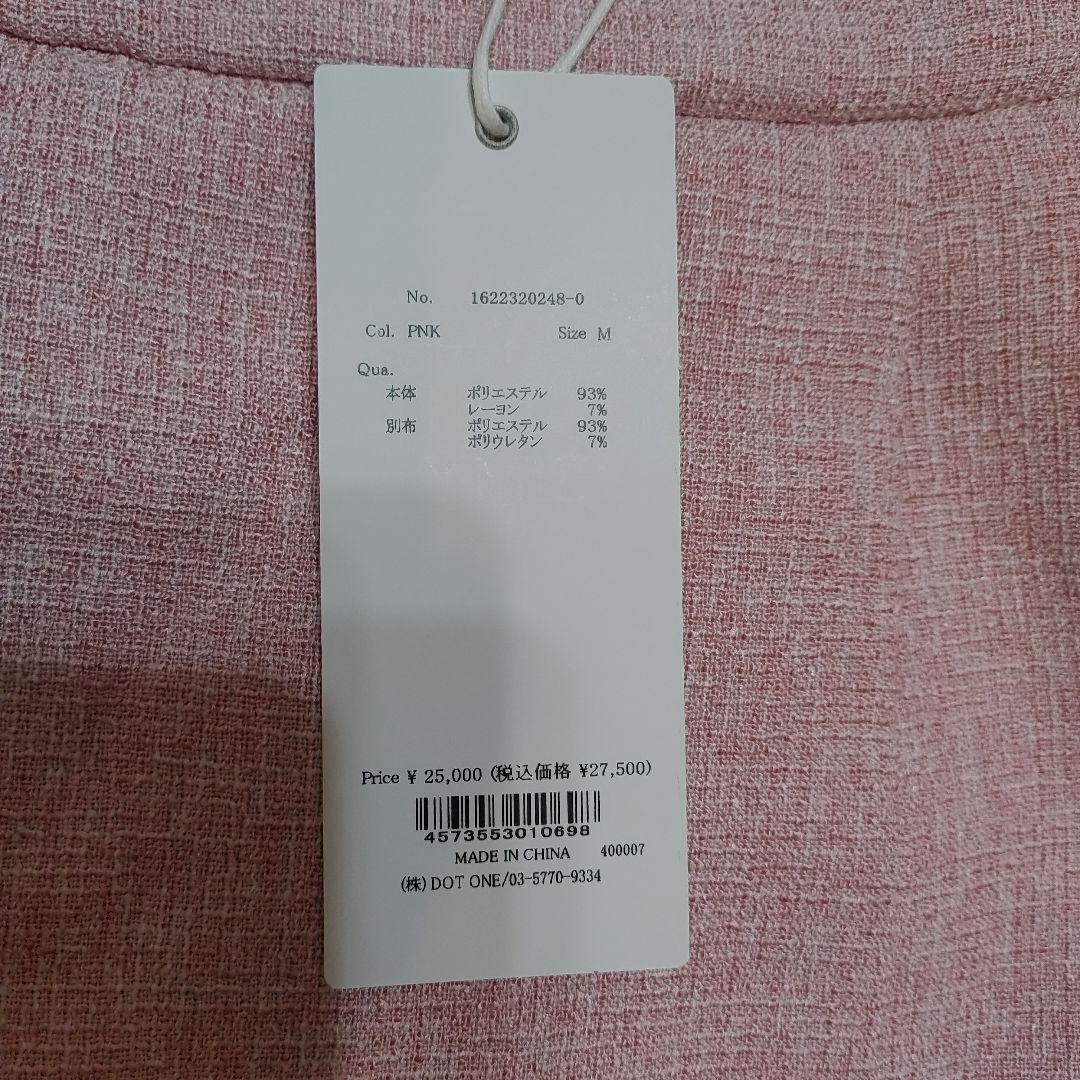 No. 1622320248-0
Col. PNK Size M
Qua.
本体 ポリエステル 93%
レーヨン 7%
別布 ポリエステル 93%
ポリウレタン 7%
Price ¥ 25,000 (税込価格 ¥27,500)
4573553010698
MADE IN CHINA 400007
(株) DOT ONE/03-5770-9334